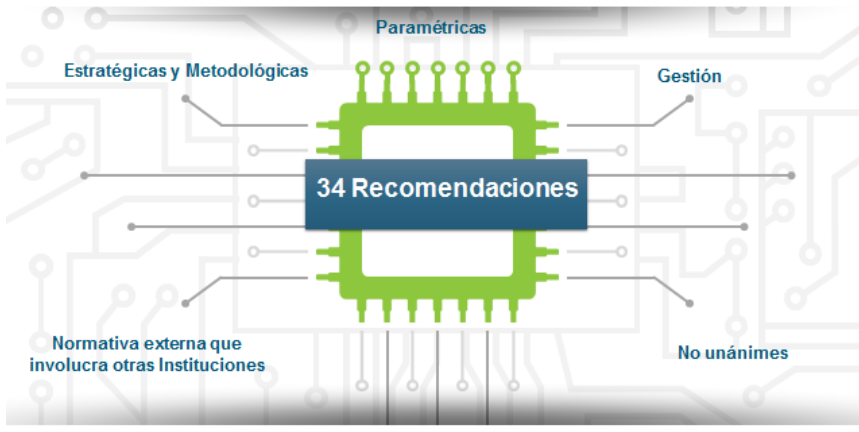 Paramétricas
Estratégicas y Metodológicas
Gestión
34 Recomendaciones
Normativa externa que
involucra otras Instituciones
No unánimes